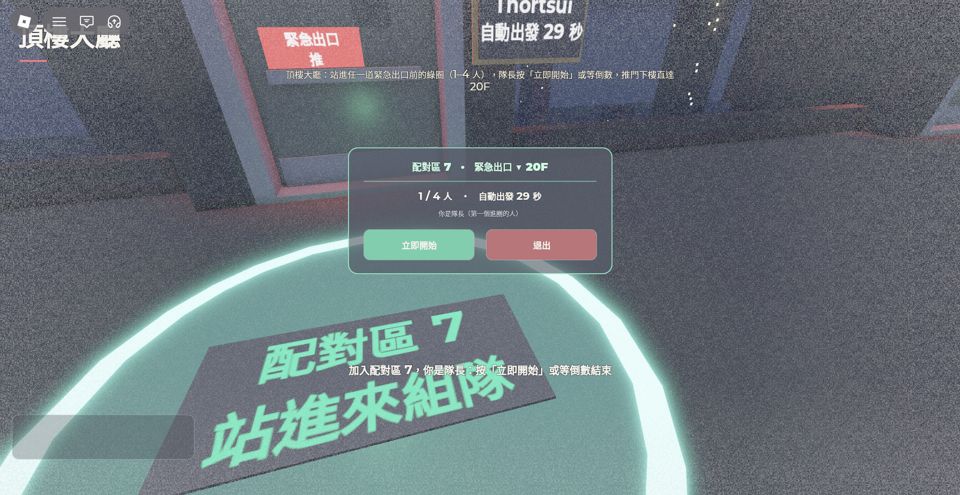 頂樓大廳
緊急出口
推
Thortsui
自動出發 29 秒
頂樓大廳：站進任一道緊急出口前的綠圈（1–4 人），隊長按「立即開始」或等倒數，推門下樓直達
20F
配對區 7 • 緊急出口 ▼ 20F
1 / 4 人 • 自動出發 29 秒
你是隊長（第一個進圈的人）
立即開始
退出
加入配對區 7，你是隊長：按「立即開始」或等倒數結束
配對區 7
站進來組隊